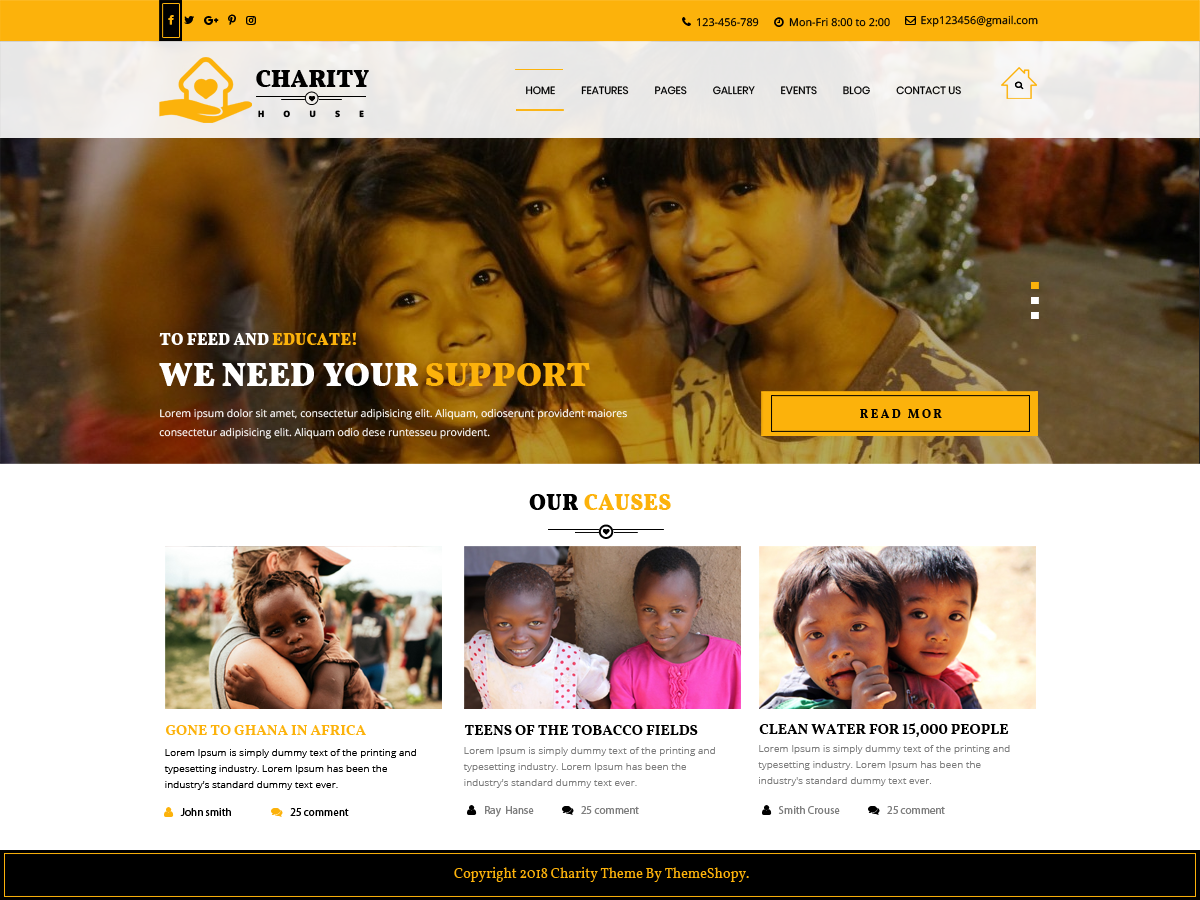 123-456-789 Mon-Fri 8:00 to 2:00 Exp123456@gmail.com
CHARITY
HOUSE
HOME FEATURES PAGES GALLERY EVENTS BLOG CONTACT US
TO FEED AND EDUCATE!
WE NEED YOUR SUPPORT
Lorem ipsum dolor sit amet, consectetur adipisicing elit. Aliquam, odioserunt provident maiores
consectetur adipisicing elit. Aliquam odio dese runtesseu provident.
READ MOR
OUR CAUSES
GONE TO GHANA IN AFRICA
Lorem Ipsum is simply dummy text of the printing and
typesetting industry. Lorem Ipsum has been the
industry's standard dummy text ever.
John smith 25 comment
TEENS OF THE TOBACCO FIELDS
Lorem Ipsum is simply dummy text of the printing and
typesetting industry. Lorem Ipsum has been the
industry's standard dummy text ever.
Ray Hanse 25 comment
CLEAN WATER FOR 15,000 PEOPLE
Lorem Ipsum is simply dummy text of the printing and
typesetting industry. Lorem Ipsum has been the
industry's standard dummy text ever.
Smith Crouse 25 comment
Copyright 2018 Charity Theme By ThemeShopy.